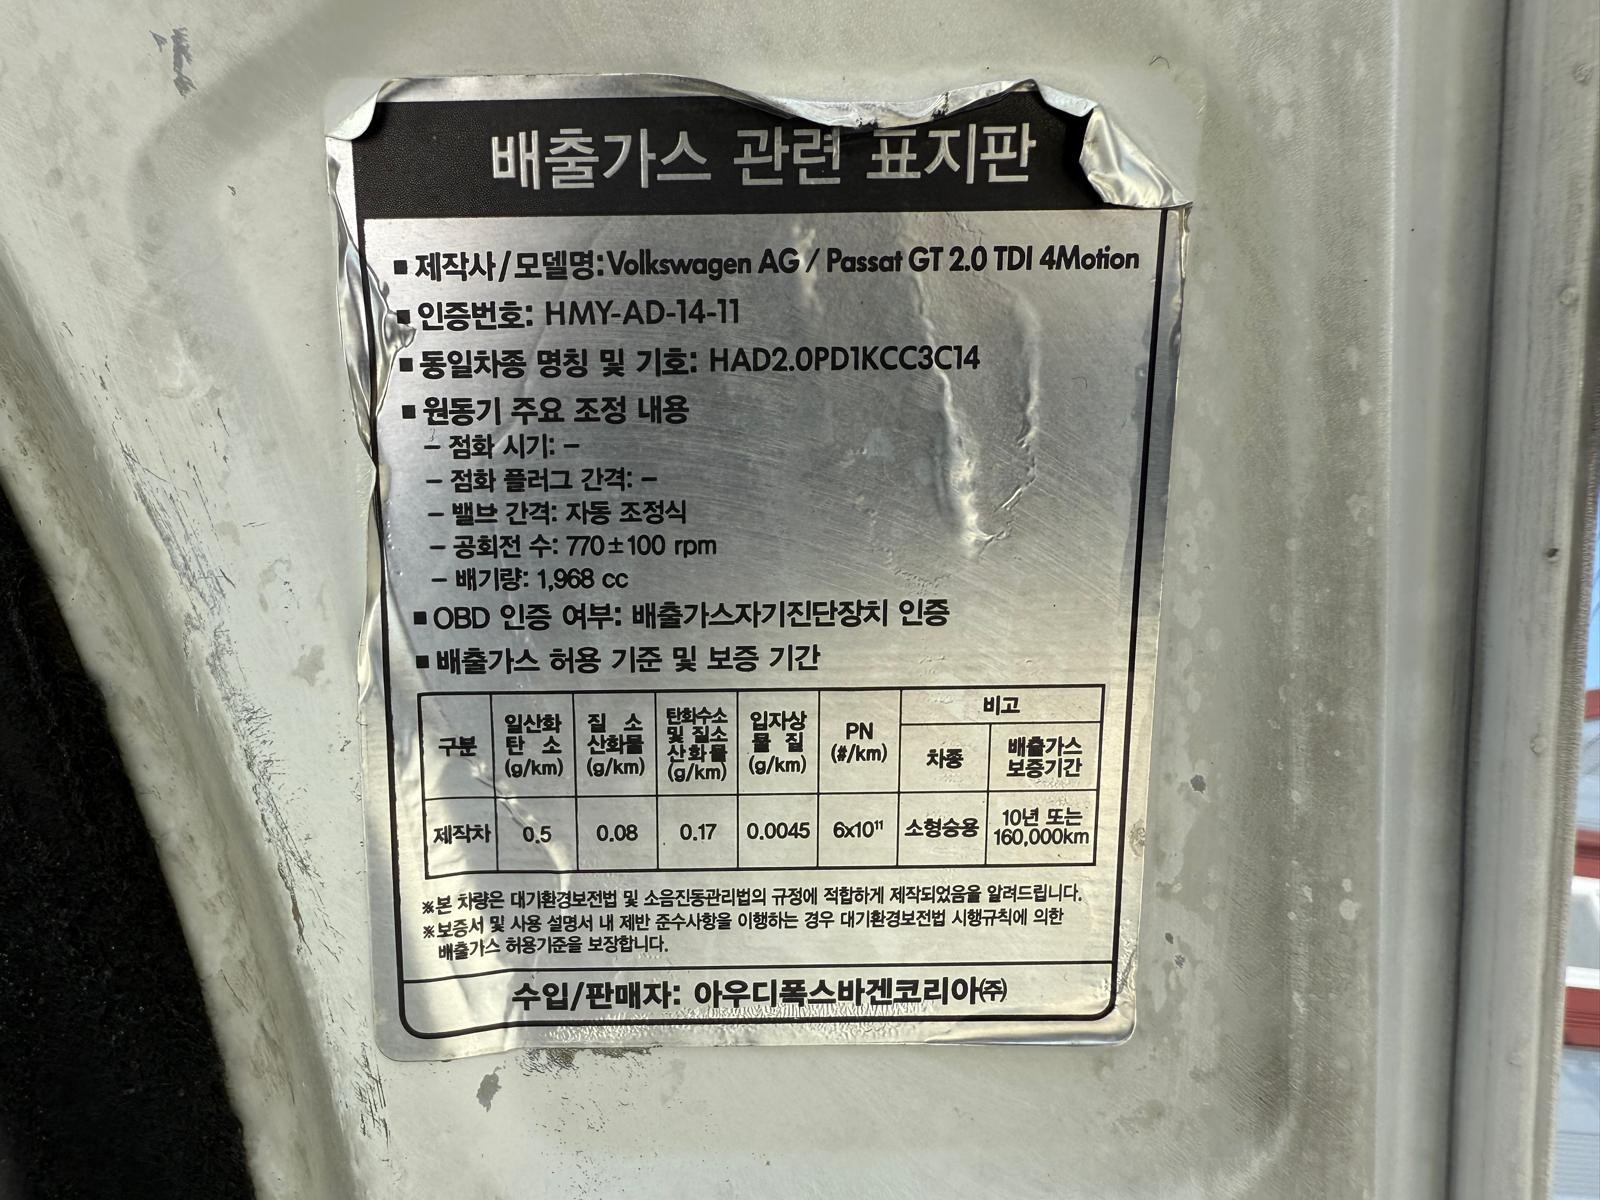 배출가스 관련 표지판
■ 제작사/모델명: Volkswagen AG / Passat GT 2.0 TDI 4Motion
■ 인증번호: HMY-AD-14-11
■ 동일차종 명칭 및 기호: HAD2.0PD1KCC3C14
■ 원동기 주요 조정 내용
– 점화 시기: –
– 점화 플러그 간격: –
– 밸브 간격: 자동 조정식
– 공회전 수: 770±100 rpm
– 배기량: 1,968 cc
■ OBD 인증 여부: 배출가스자기진단장치 인증
■ 배출가스 허용 기준 및 보증 기간
구분 일산화 탄소 (g/km) 질소 산화물 (g/km) 탄화수소 및 질소 산화물 (g/km) 입자상 물질 (g/km) PN (#/km) 비고
차종 배출가스 보증기간
제작차 0.5 0.08 0.17 0.0045 6x10¹¹ 소형승용 10년 또는 160,000km
※본 차량은 대기환경보전법 및 소음진동관리법의 규정에 적합하게 제작되었음을 알려드립니다.
※보증서 및 사용 설명서 내 제반 준수사항을 이행하는 경우 대기환경보전법 시행규칙에 의한
배출가스 허용기준을 보장합니다.
수입/판매자: 아우디폭스바겐코리아㈜